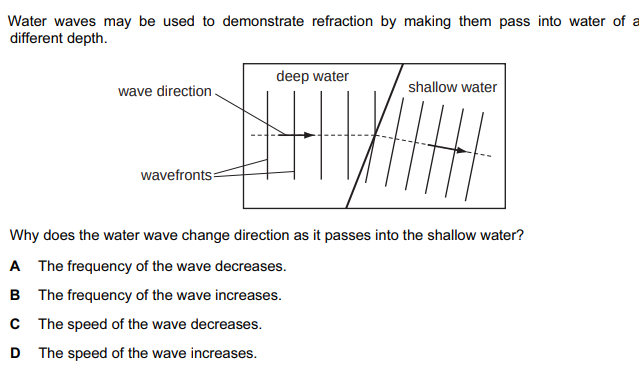 Water waves may be used to demonstrate refraction by making them pass into water of a
different depth.
deep water
shallow water
wave direction
wavefronts
Why does the water wave change direction as it passes into the shallow water?
A The frequency of the wave decreases.
B The frequency of the wave increases.
C The speed of the wave decreases.
D The speed of the wave increases.